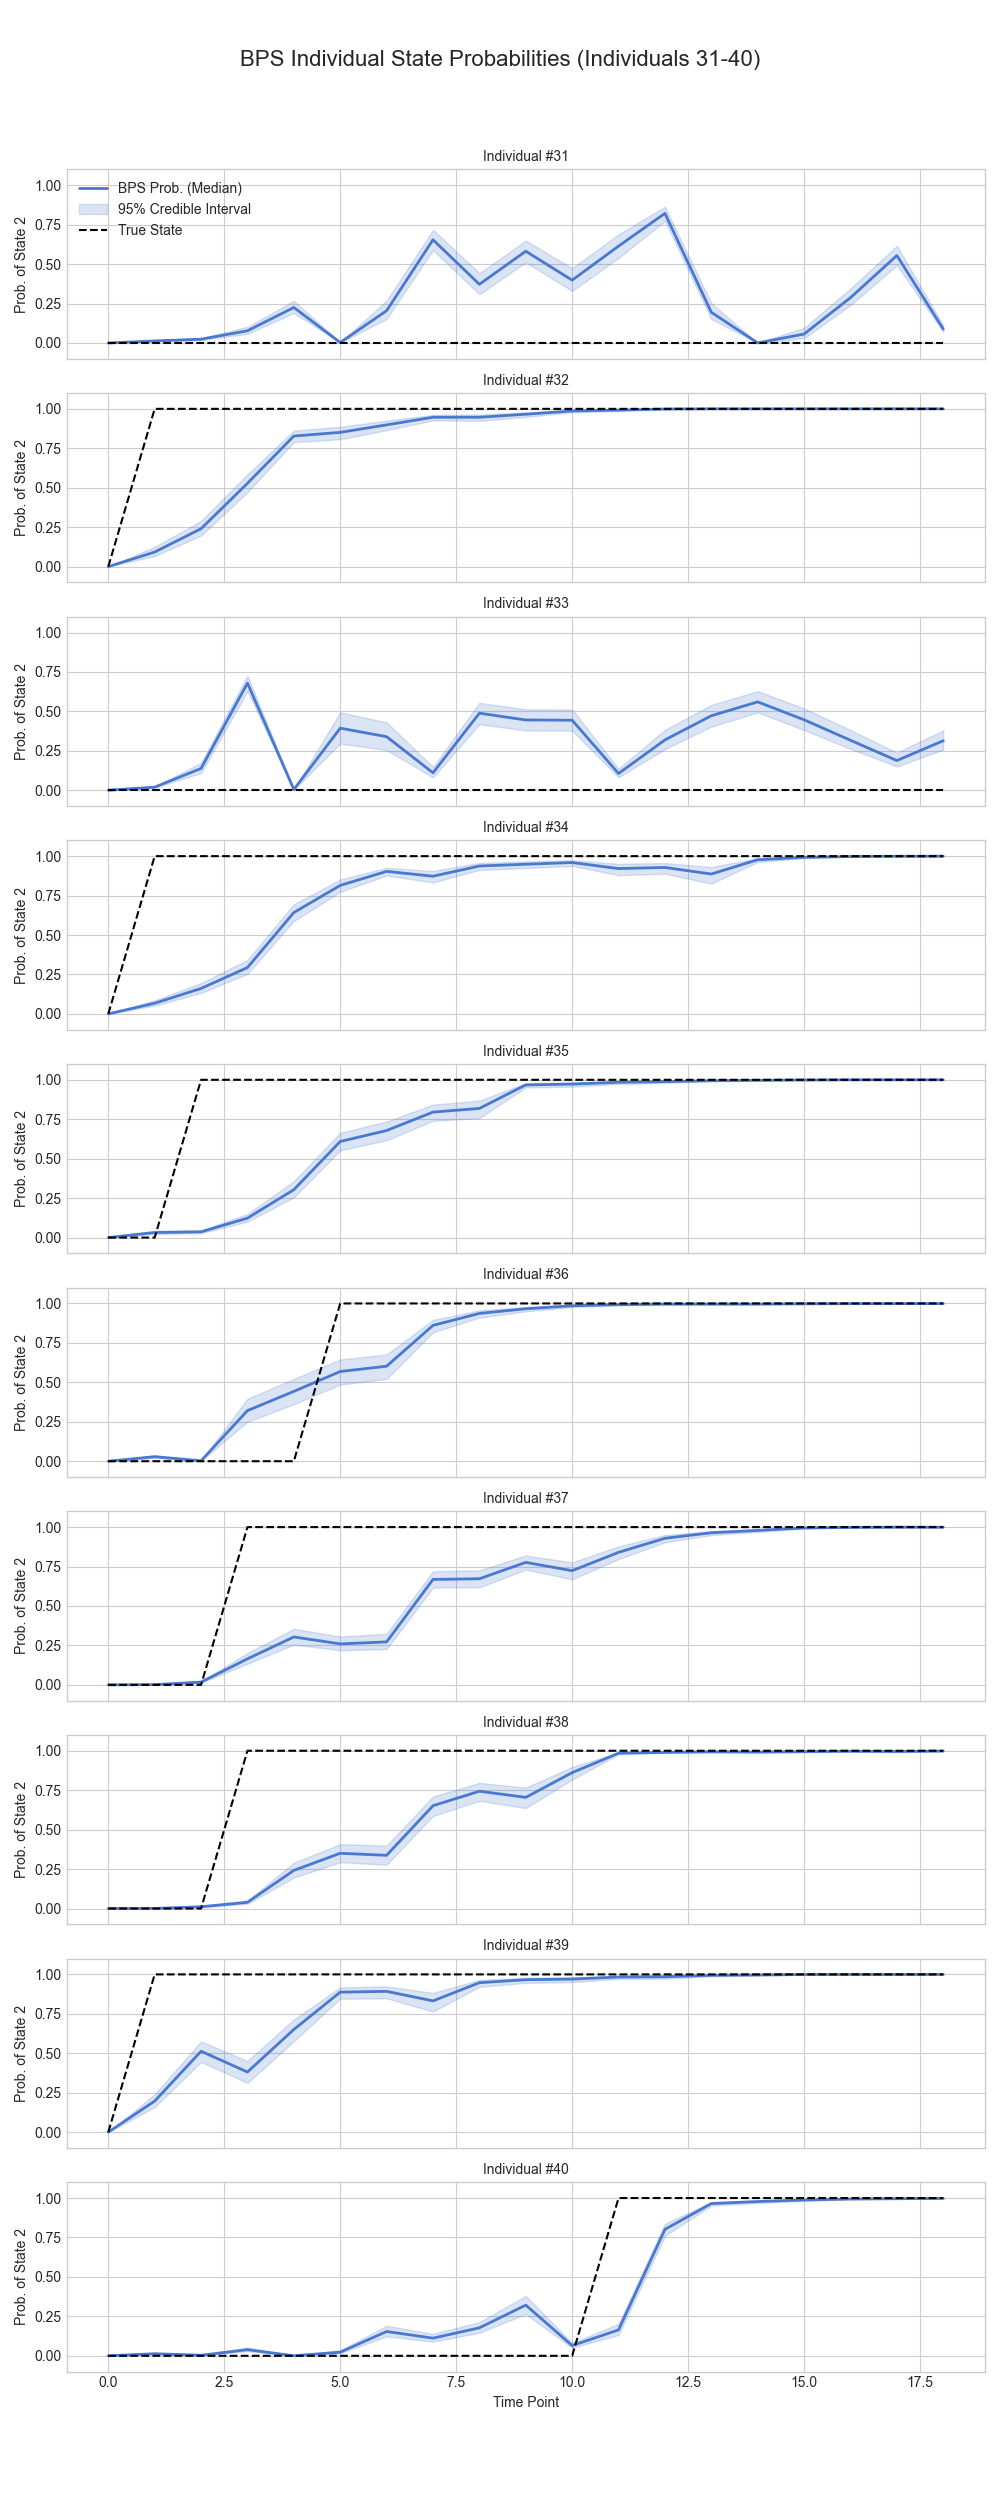 BPS Individual State Probabilities (Individuals 31-40)
Individual #31
1.00
0.75
0.50
0.25
0.00
Prob. of State 2
BPS Prob. (Median)
95% Credible Interval
True State
Individual #32
1.00
0.75
0.50
0.25
0.00
Prob. of State 2
Individual #33
1.00
0.75
0.50
0.25
0.00
Prob. of State 2
Individual #34
1.00
0.75
0.50
0.25
0.00
Prob. of State 2
Individual #35
1.00
0.75
0.50
0.25
0.00
Prob. of State 2
Individual #36
1.00
0.75
0.50
0.25
0.00
Prob. of State 2
Individual #37
1.00
0.75
0.50
0.25
0.00
Prob. of State 2
Individual #38
1.00
0.75
0.50
0.25
0.00
Prob. of State 2
Individual #39
1.00
0.75
0.50
0.25
0.00
Prob. of State 2
Individual #40
1.00
0.75
0.50
0.25
0.00
Prob. of State 2
0.0 2.5 5.0 7.5 10.0 12.5 15.0 17.5
Time Point